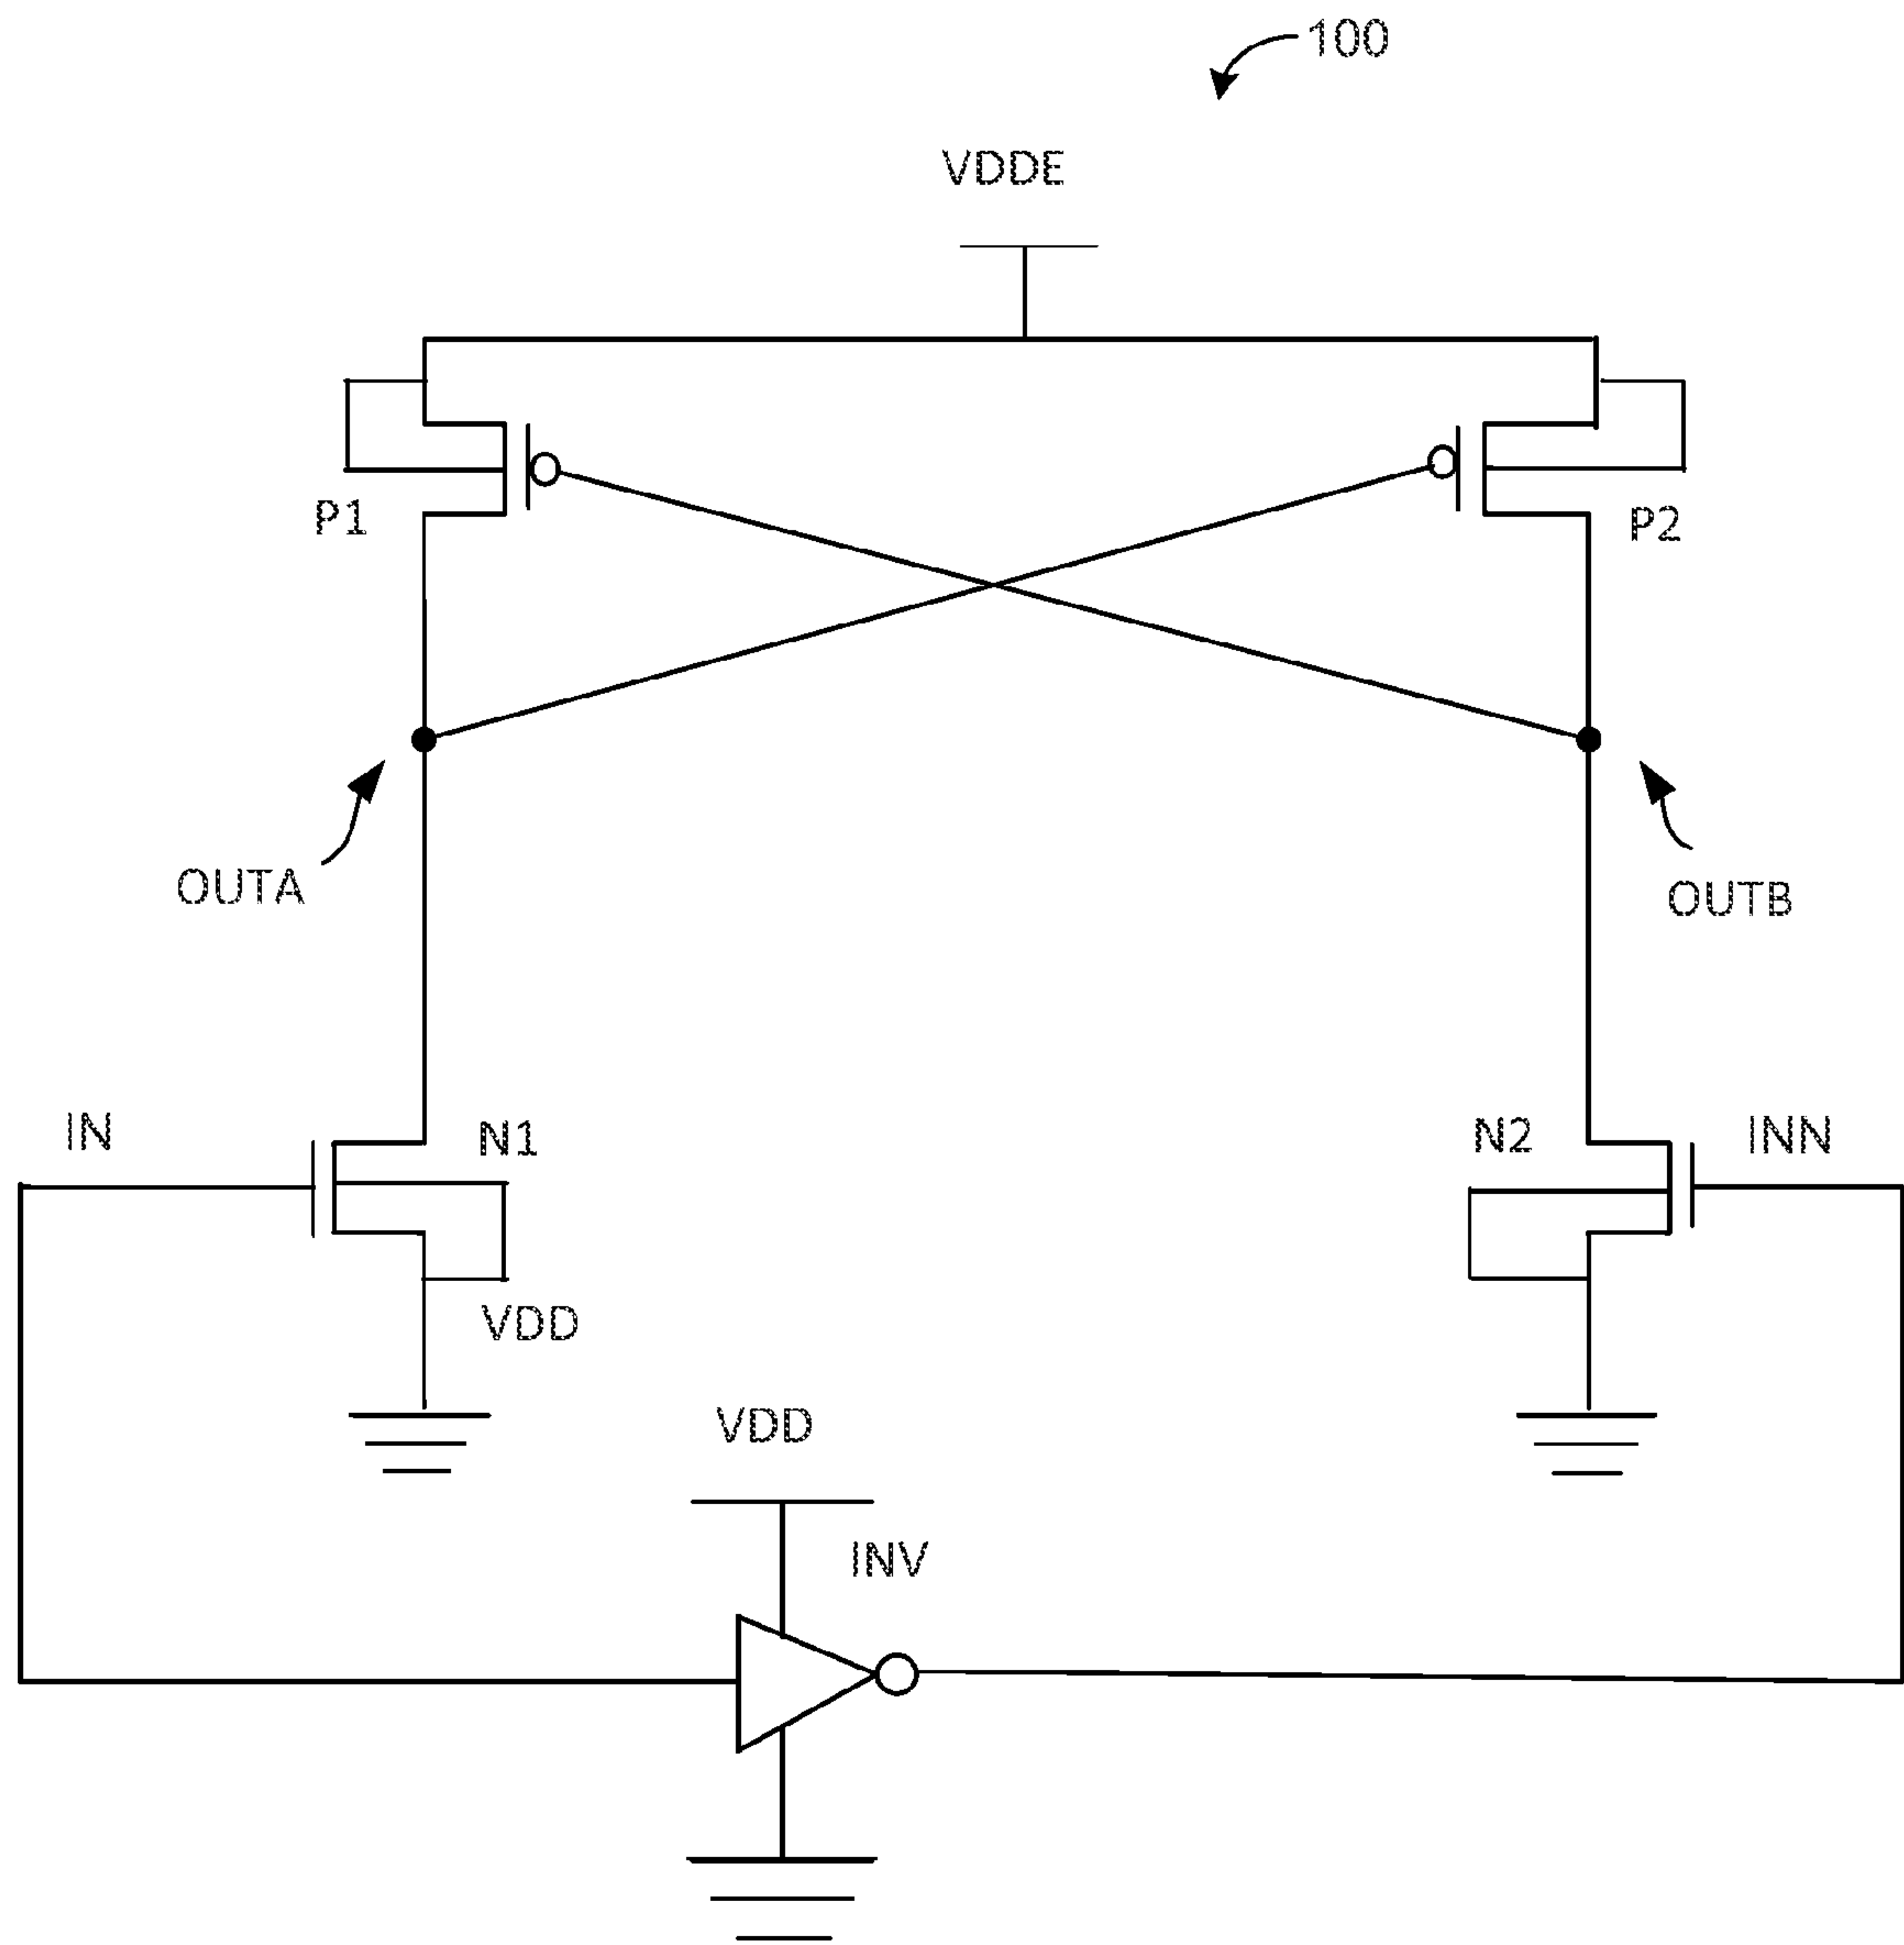 100
VDDE
P1
P2
OUTA
OUTB
IN
N1
N2
INN
VDD
VDD
INV